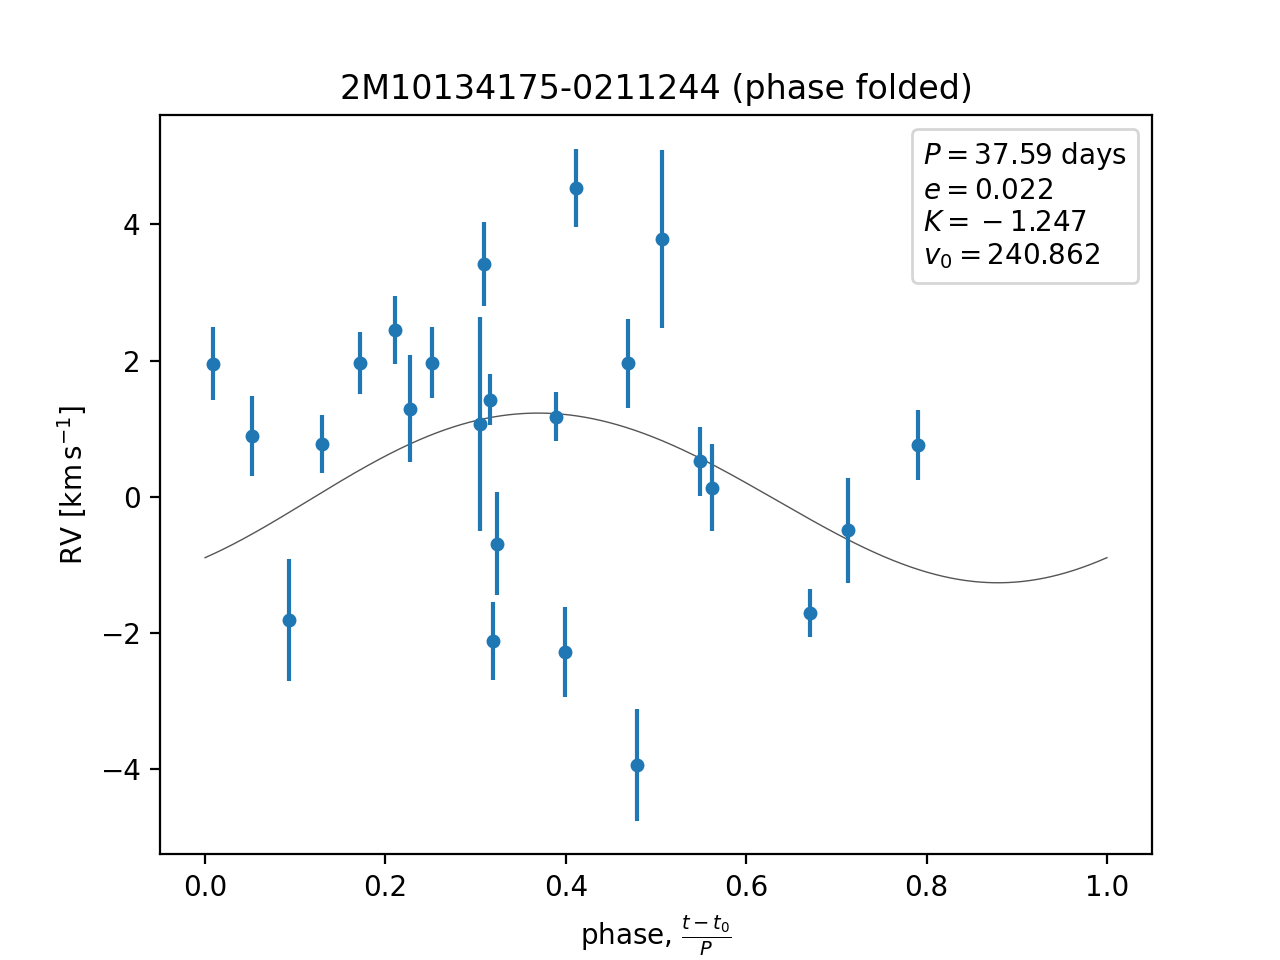 2M10134175-0211244 (phase folded)
P = 37.59 days
e = 0.022
K = −1.247
v₀ = 240.862
4
2
0
−2
−4
RV [km s⁻¹]
0.0 0.2 0.4 0.6 0.8 1.0
phase, (t − t₀)/P